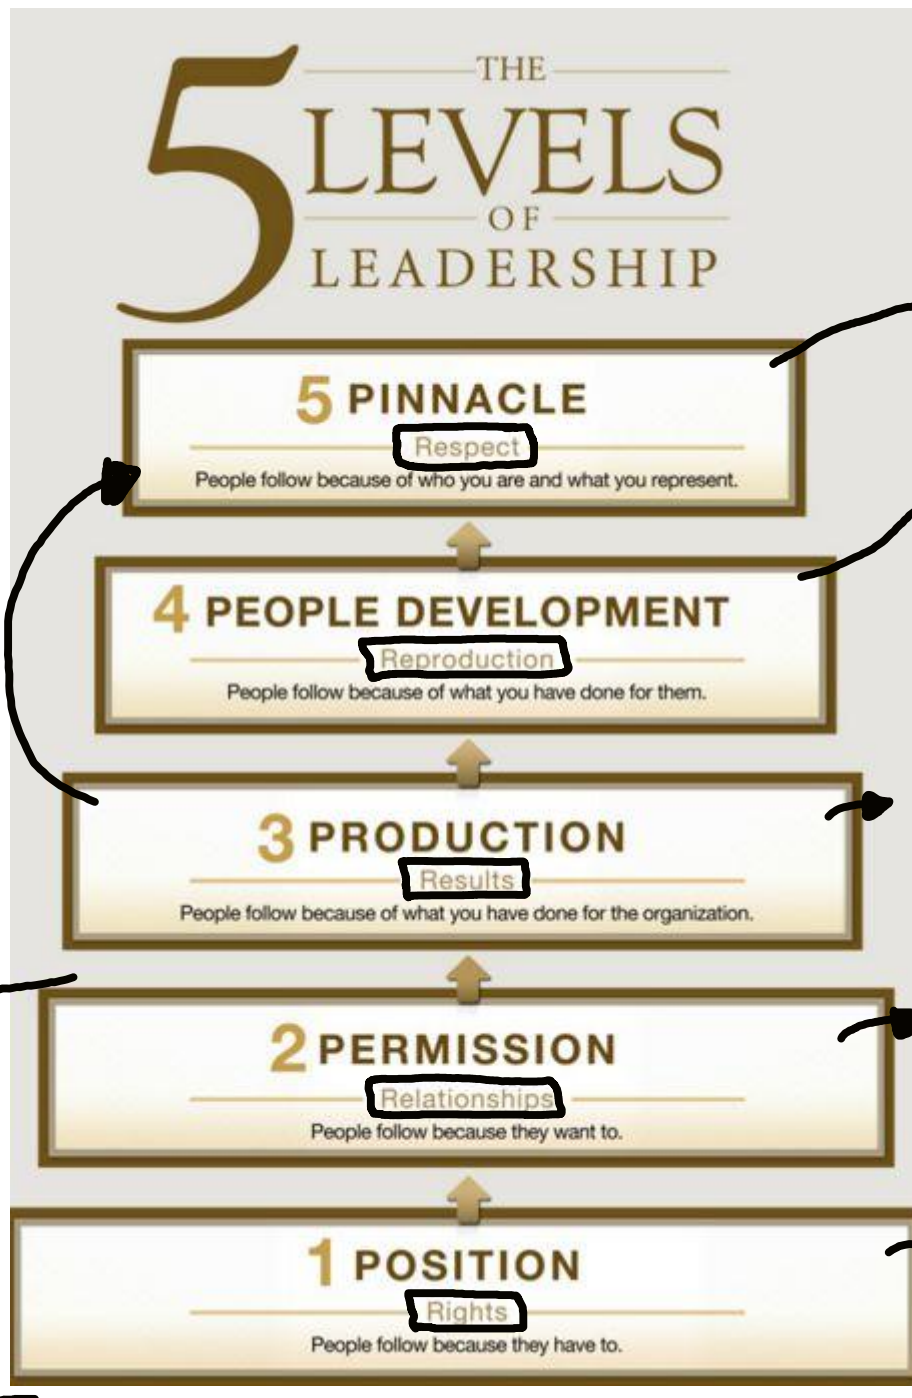 5 THE
LEVELS
OF
LEADERSHIP
5 PINNACLE
Respect
People follow because of who you are and what you represent.
4 PEOPLE DEVELOPMENT
Reproduction
People follow because of what you have done for them.
3 PRODUCTION
Results
People follow because of what you have done for the organization.
2 PERMISSION
Relationships
People follow because they want to.
1 POSITION
Rights
People follow because they have to.